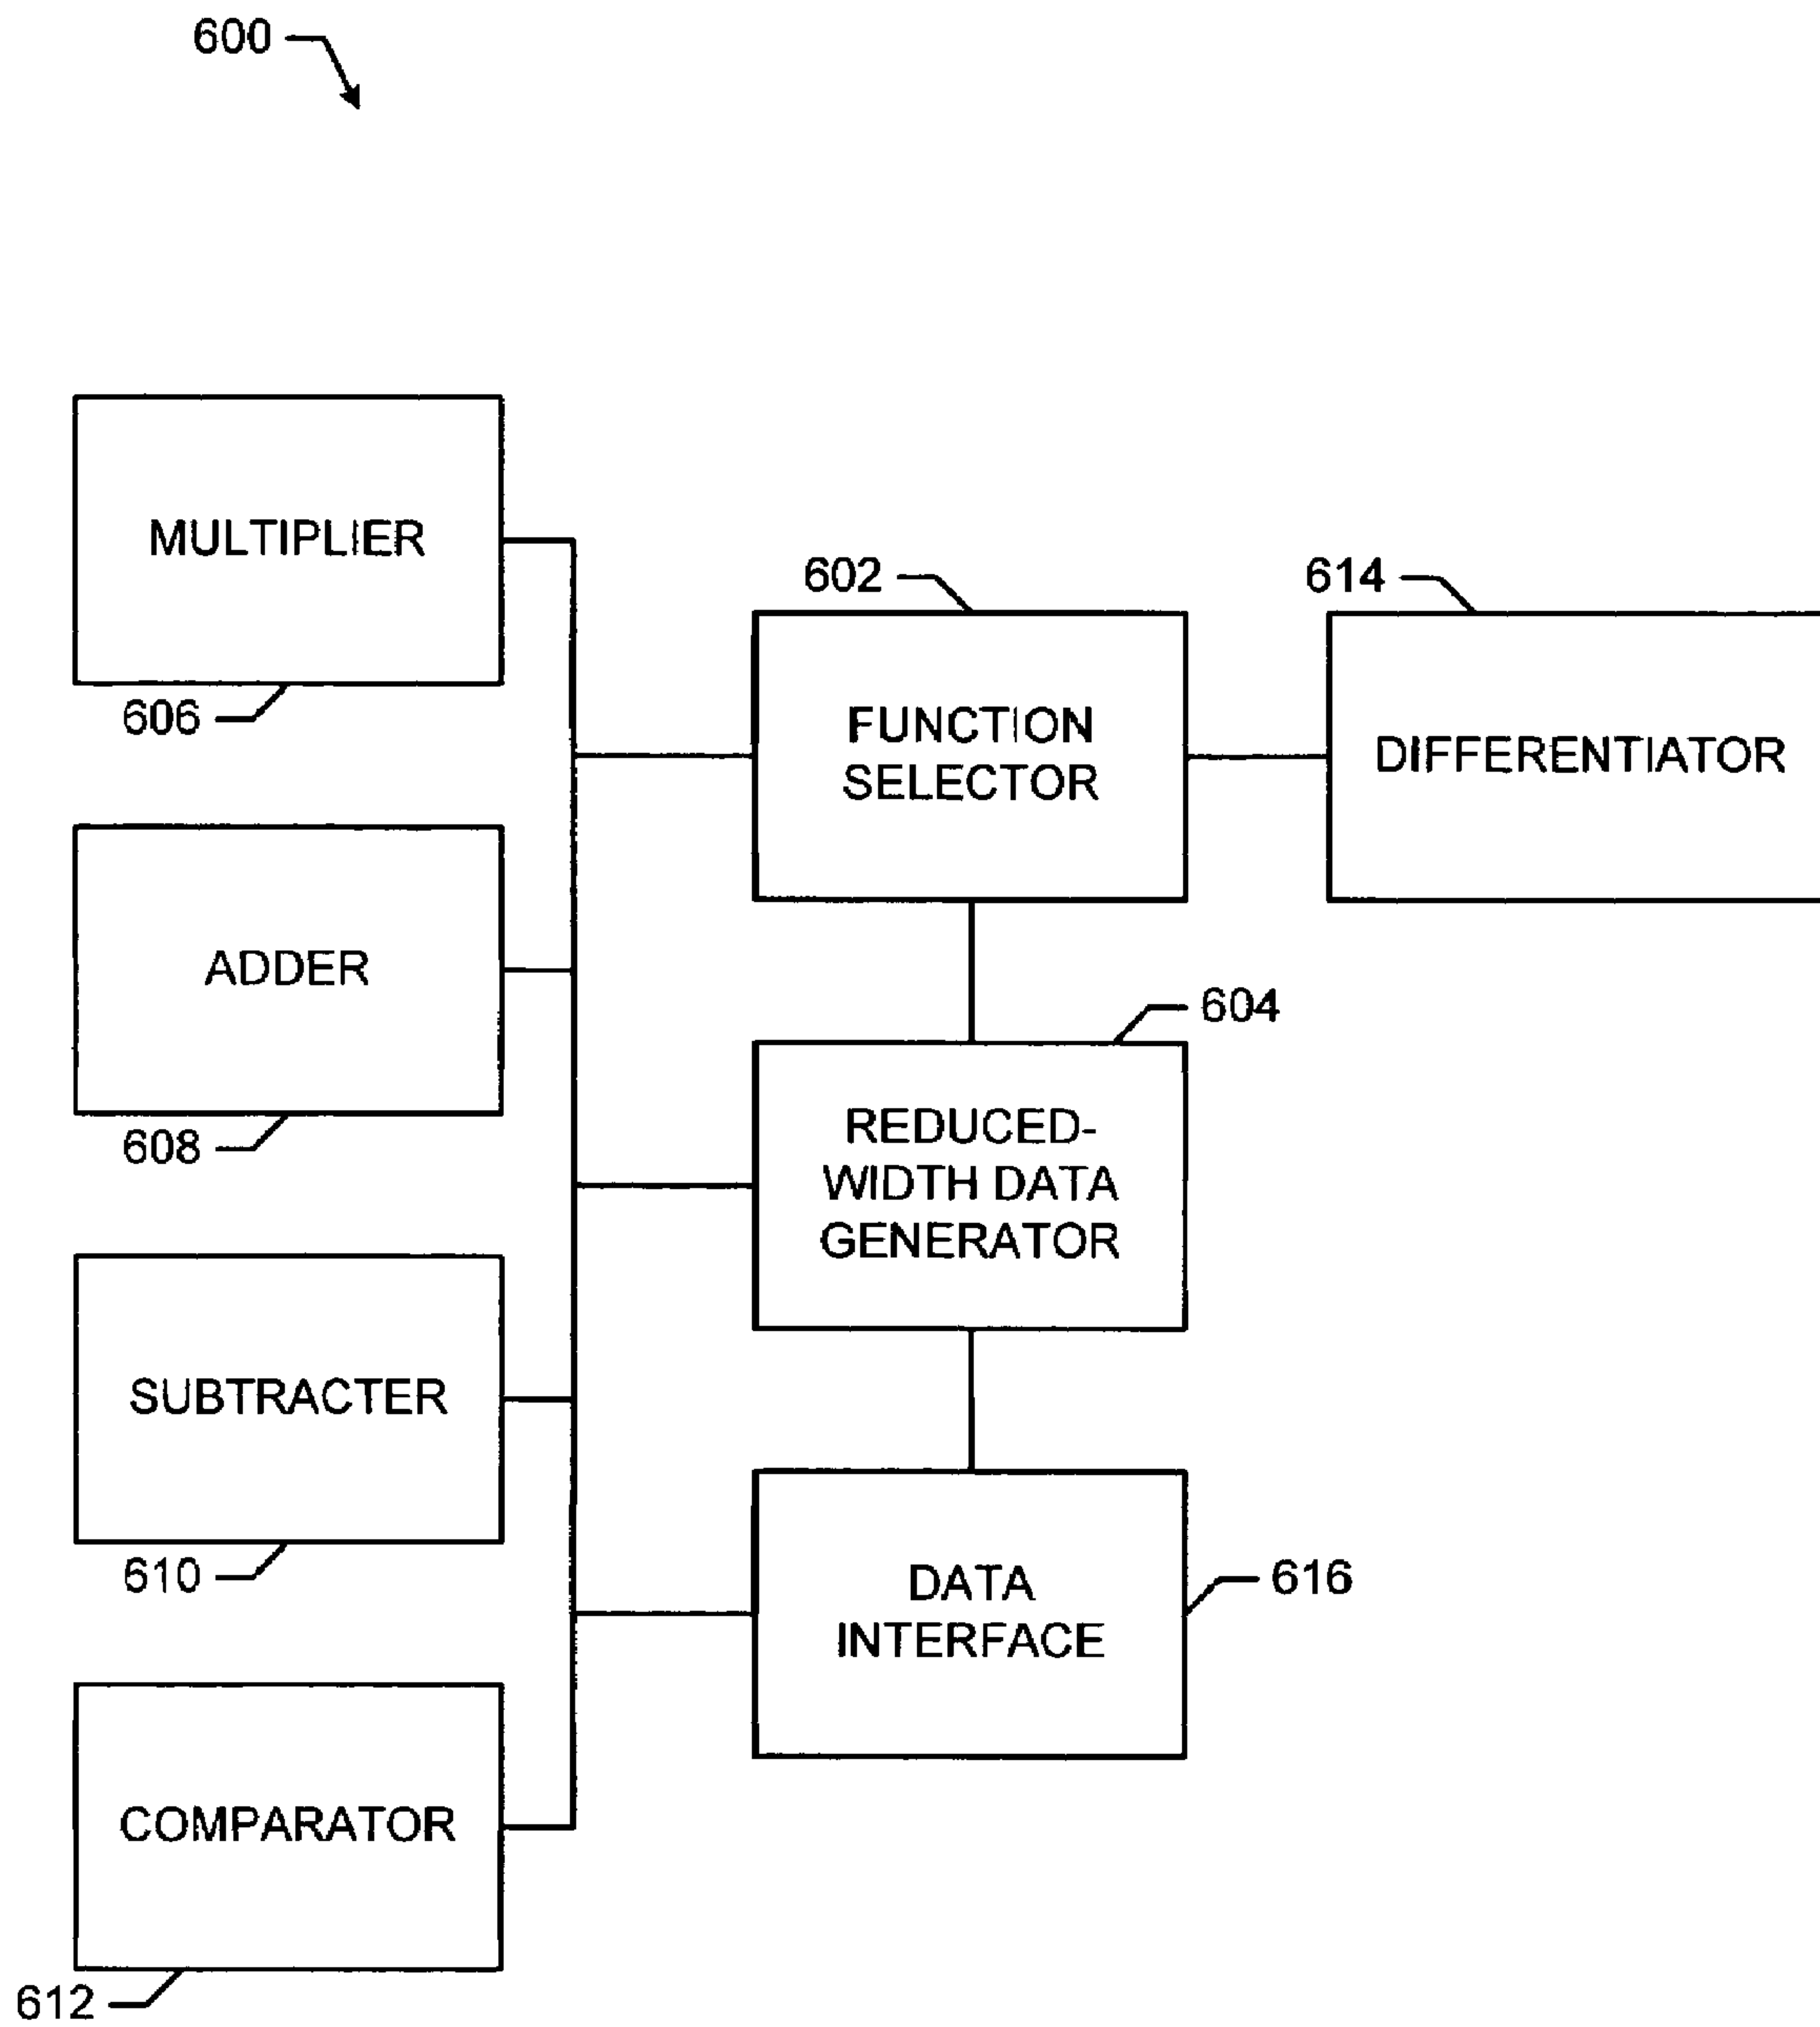 600
MULTIPLIER
606
602
614
FUNCTION
SELECTOR
DIFFERENTIATOR
ADDER
608
604
REDUCED-
WIDTH DATA
GENERATOR
SUBTRACTER
610
DATA
INTERFACE
616
COMPARATOR
612